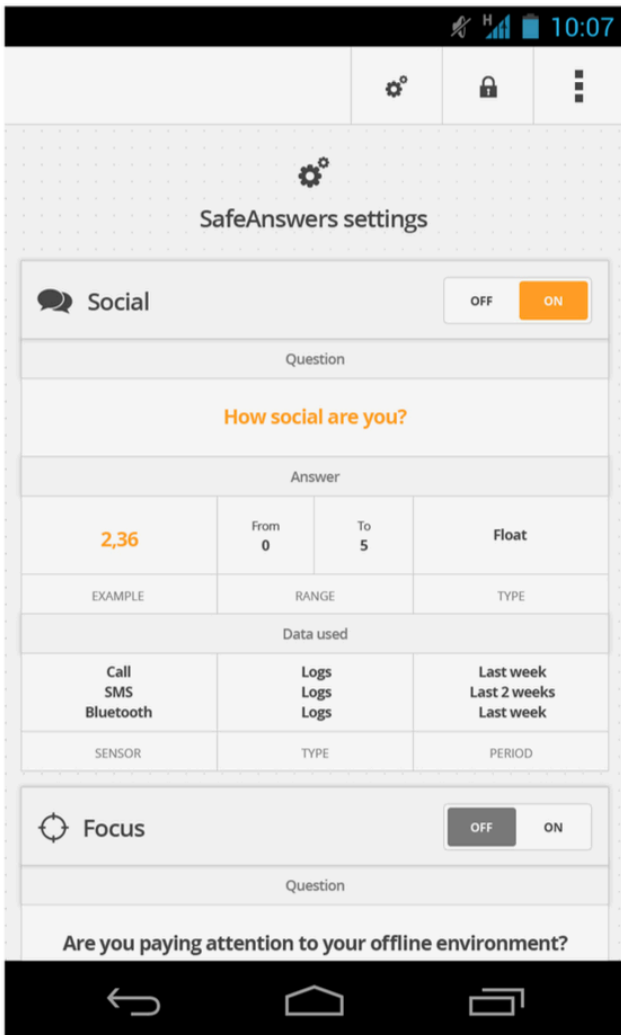 H 10:07
SafeAnswers settings
Social OFF ON
Question
How social are you?
Answer
2,36 From 0 To 5 Float
EXAMPLE RANGE TYPE
Data used
Call Logs Last week
SMS Logs Last 2 weeks
Bluetooth Logs Last week
SENSOR TYPE PERIOD
Focus OFF ON
Question
Are you paying attention to your offline environment?